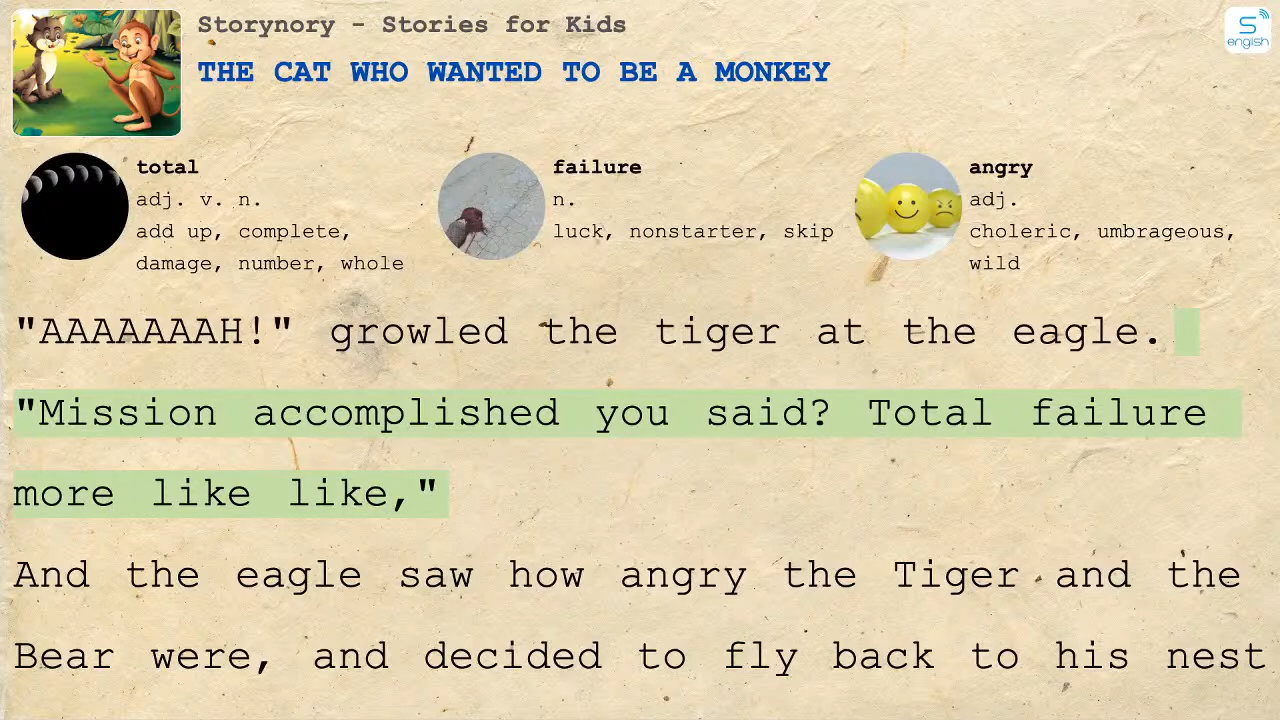 Storynory - Stories for Kids
THE CAT WHO WANTED TO BE A MONKEY
S
english
total
adj. v. n.
add up, complete,
damage, number, whole
failure
n.
luck, nonstarter, skip
angry
adj.
choleric, umbrageous,
wild
"AAAAAAAH!" growled the tiger at the eagle.
"Mission accomplished you said? Total failure
more like like,"
And the eagle saw how angry the Tiger and the
Bear were, and decided to fly back to his nest